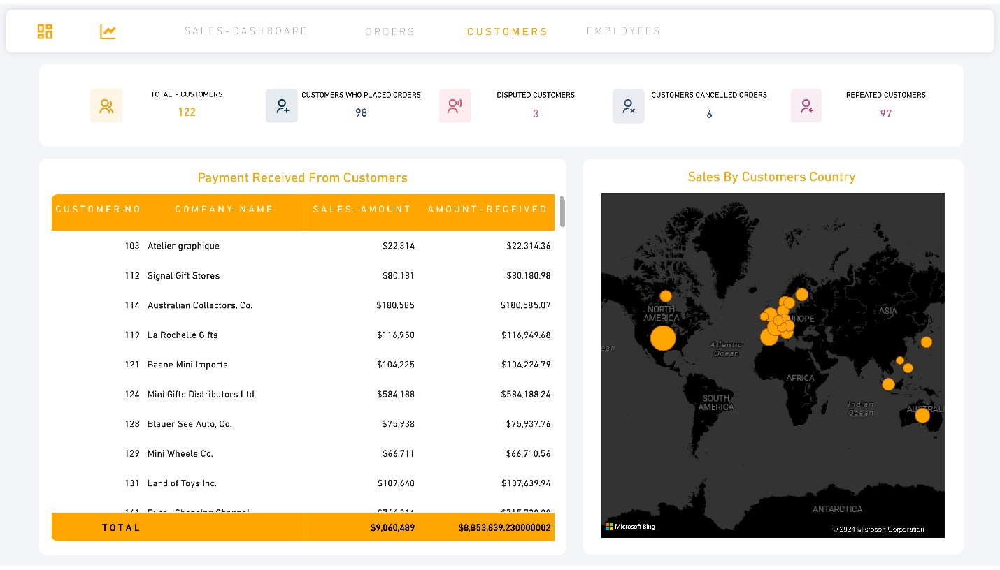 SALES-DASHBOARD ORDERS CUSTOMERS EMPLOYEES
TOTAL - CUSTOMERS
122
CUSTOMERS WHO PLACED ORDERS
98
DISPUTED CUSTOMERS
3
CUSTOMERS CANCELLED ORDERS
6
REPEATED CUSTOMERS
97
Payment Received From Customers
CUSTOMER-NO COMPANY-NAME SALES-AMOUNT AMOUNT-RECEIVED
103 Atelier graphique $22,314 $22,314.36
112 Signal Gift Stores $80,181 $80,180.98
114 Australian Collectors, Co. $180,585 $180,585.07
119 La Rochelle Gifts $116,950 $116,949.68
121 Baane Mini Imports $104,225 $104,224.79
124 Mini Gifts Distributors Ltd. $584,188 $584,188.24
128 Blauer See Auto, Co. $75,938 $75,937.76
129 Mini Wheels Co. $66,711 $66,710.56
131 Land of Toys Inc. $107,640 $107,639.94
TOTAL $9,060,489 $8,853,839.230000002
Sales By Customers Country
NORTH
AMERICA
UROPE
ASIA
ean
Atlantic
Ocean
AFRICA
SOUTH
AMERICA
Indian
Ocean
AUSTRAL
ANTARCTICA
Microsoft Bing
© 2024 Microsoft Corporation